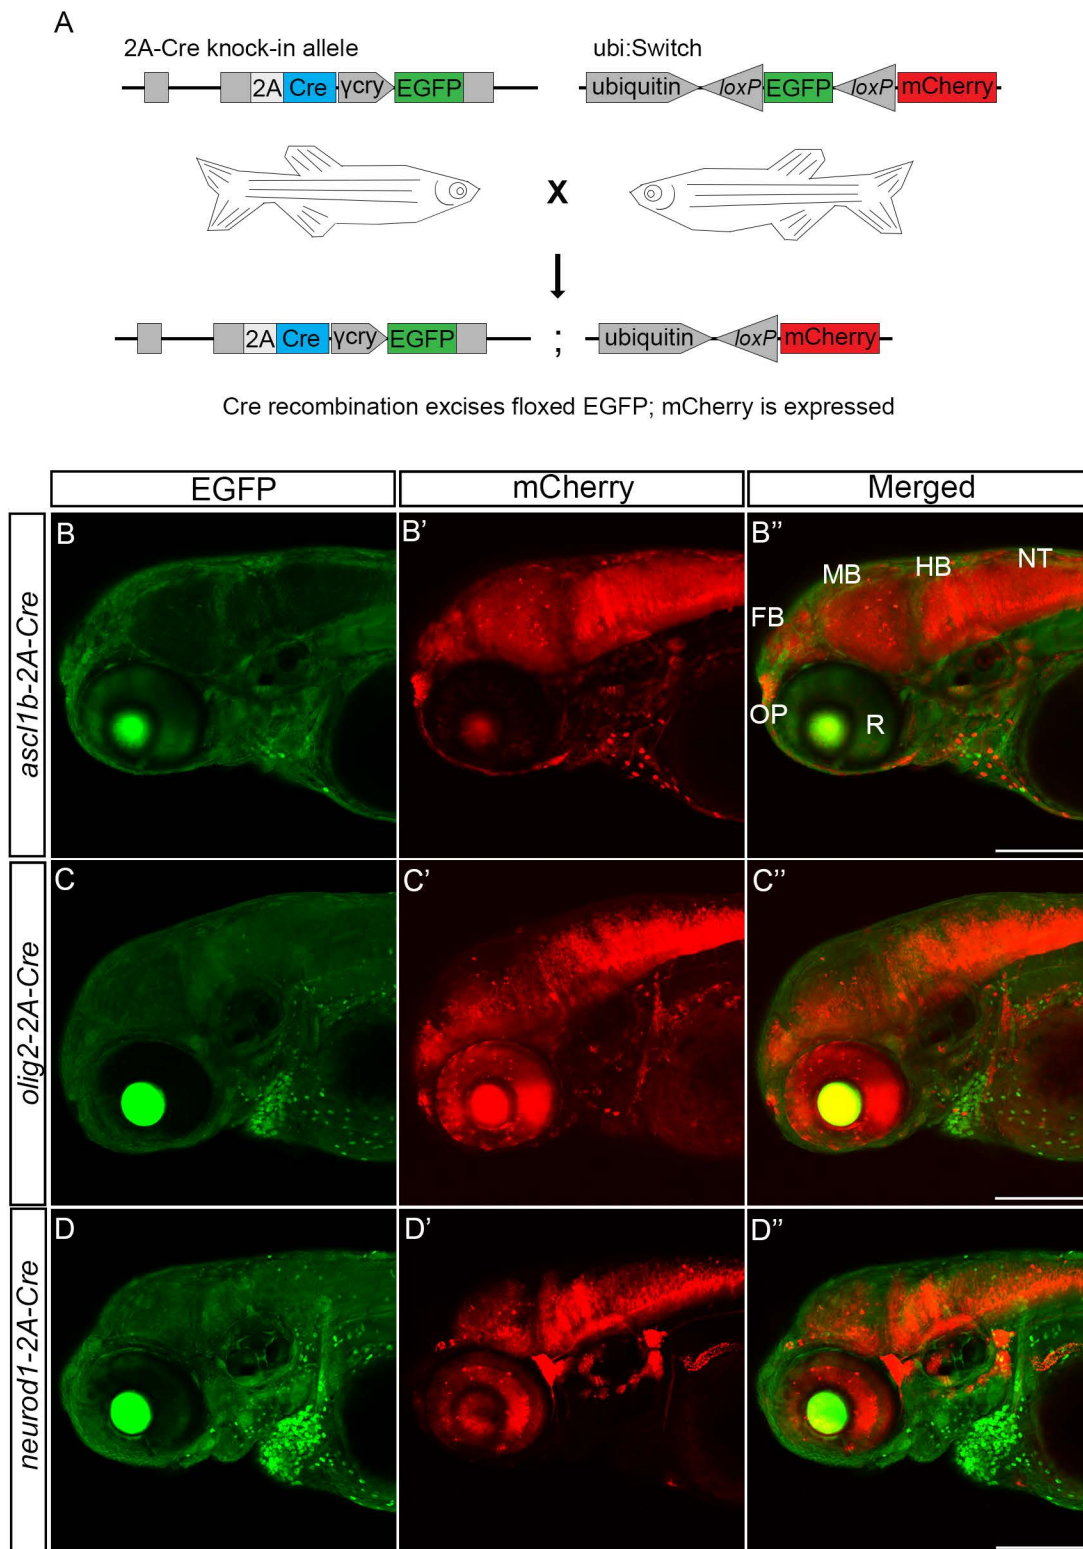 A
2A-Cre knock-in allele
ubi:Switch
2A Cre γcry EGFP
ubiquitin loxP EGFP loxP mCherry
X
2A Cre γcry EGFP ; ubiquitin loxP mCherry
Cre recombination excises floxed EGFP; mCherry is expressed
EGFP
mCherry
Merged
ascl1b-2A-Cre
B
B'
B''
FB
MB
HB
NT
OP
R
olig2-2A-Cre
C
C'
C''
neurod1-2A-Cre
D
D'
D''